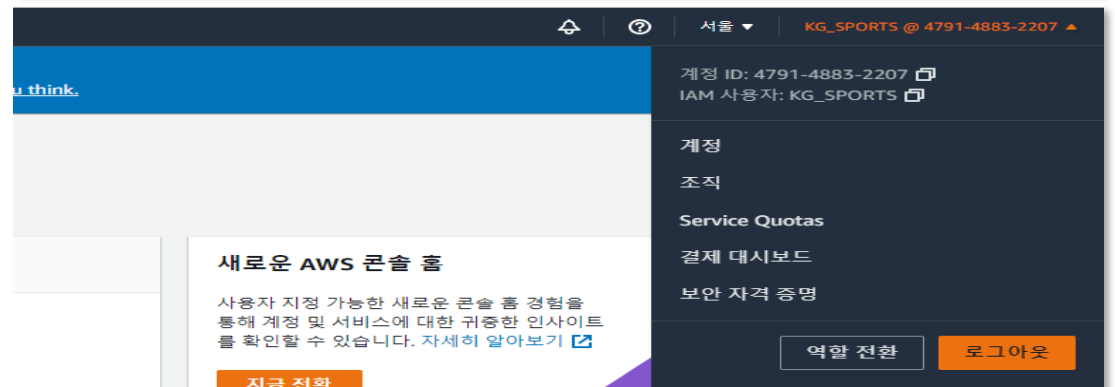 서울 ▼
KG_SPORTS @ 4791-4883-2207 ▲
u think.
계정 ID: 4791-4883-2207
IAM 사용자: KG_SPORTS
계정
조직
Service Quotas
결제 대시보드
보안 자격 증명
역할 전환
로그아웃
새로운 AWS 콘솔 홈
사용자 지정 가능한 새로운 콘솔 홈 경험을
통해 계정 및 서비스에 대한 귀중한 인사이트
를 확인할 수 있습니다. 자세히 알아보기
지금 전환